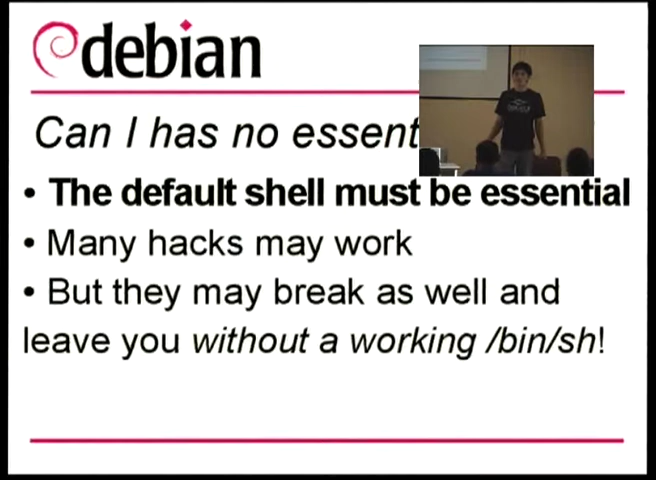 debian
Can I has no essent
• The default shell must be essential
• Many hacks may work
• But they may break as well and
leave you without a working /bin/sh!